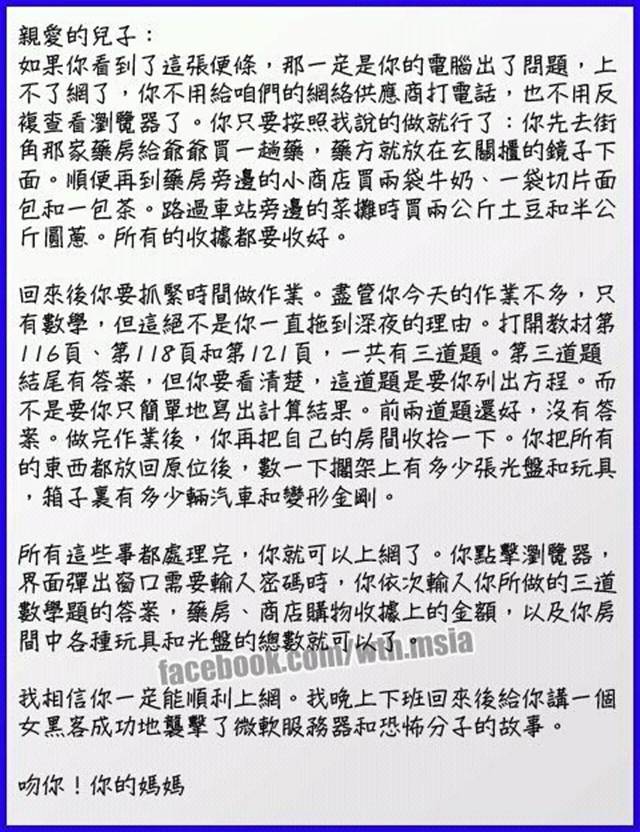 親愛的兒子：
如果你看到了這張便條，那一定是你的電腦出了問題，上
不了網了，你不用給咱們的網絡供應商打電話，也不用反
複查看瀏覽器了。你只要按照我說的做就行了：你先去街
角那家藥房給爺爺買一趟藥，藥方就放在玄關櫃的鏡子下
面。順便再到藥房旁邊的小商店買兩袋牛奶、一袋切片面
包和一包茶。路過車站旁邊的菜攤時買兩公斤土豆和半公
斤圓蔥。所有的收據都要收好。
回來後你要抓緊時間做作業。盡管你今天的作業不多，只
有數學，但這絕不是你一直拖到深夜的理由。打開教材第
116頁、第118頁和第121頁，一共有三道題。第三道題
結尾有答案，但你要看清楚，這道題是要你列出方程。而
不是要你只簡單地寫出計算結果。前兩道題還好，沒有答
案。做完作業後，你再把自己的房間收拾一下。你把所有
的東西都放回原位後，數一下擱架上有多少張光盤和玩具
，箱子裏有多少輛汽車和變形金剛。
所有這些事都處理完，你就可以上網了。你點擊瀏覽器，
界面彈出窗口需要輸入密碼時，你依次輸入你所做的三道
數學題的答案，藥房、商店購物收據上的金額，以及你房
間中各種玩具和光盤的總數就可以了。
facebook.com/wth.msia
我相信你一定能順利上網。我晚上下班回來後給你講一個
女黑客成功地襲擊了微軟服務器和恐怖分子的故事。
吻你！你的媽媽